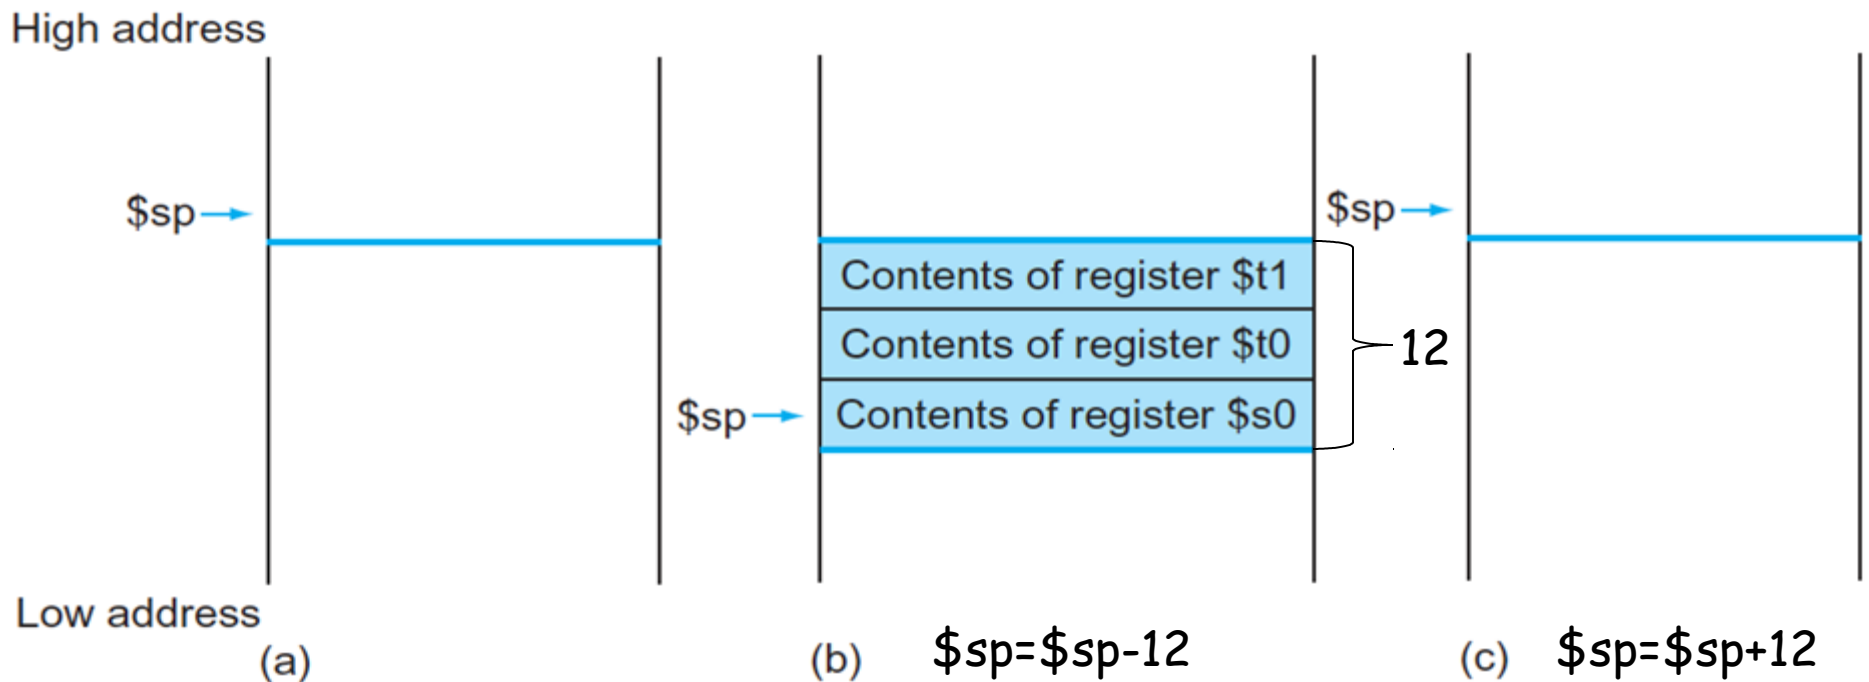 High address
$sp
$sp
Contents of register $t1
Contents of register $t0
12
$sp
Contents of register $s0
Low address
(a)
(b)
$sp=$sp-12
(c)
$sp=$sp+12